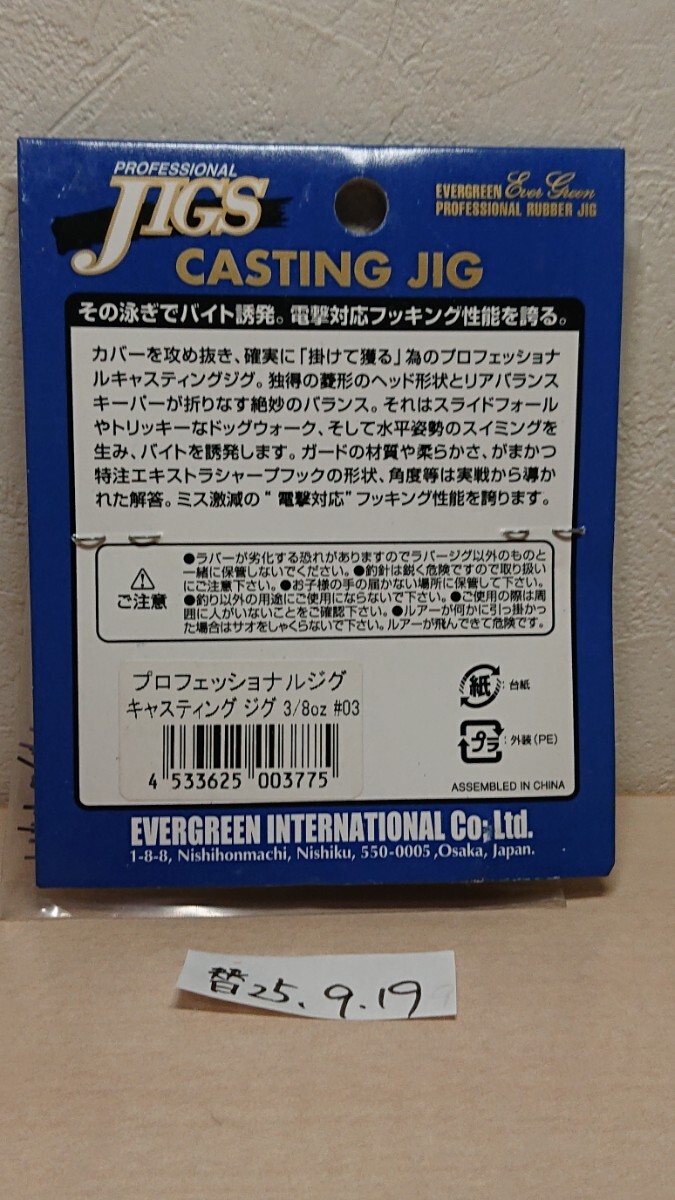 PROFESSIONAL
JIGS
EVERGREEN Ever Green
PROFESSIONAL RUBBER JIG
CASTING JIG
その泳ぎでバイト誘発。電撃対応フッキング性能を誇る。
カバーを攻め抜き、確実に「掛けて獲る」為のプロフェッショナ
ルキャスティングジグ。独得の菱形のヘッド形状とリアバランス
キーパーが折りなす絶妙のバランス。それはスライドフォール
やトリッキーなドッグウォーク、そして水平姿勢のスイミングを
生み、バイトを誘発します。ガードの材質や柔らかさ、がまかつ
特注エキストラシャープフックの形状、角度等は実戦から導か
れた解答。ミス激減の“電撃対応”フッキング性能を誇ります。
ご注意
●ラバーが劣化する恐れがありますのでラバージグ以外のものと
一緒に保管しないでください。●釣針は鋭く危険ですので取り扱い
にご注意下さい。●お子様の手の届かない場所に保管して下さい。
●釣り以外の用途にご使用にならないで下さい。●ご使用の際は周
囲に人がいないことをご確認下さい。●ルアーが何かに引っ掛かっ
た場合はサオをしゃくらないで下さい。ルアーが飛んできて危険です。
プロフェッショナルジグ
キャスティング ジグ 3/8oz #03
4 533625 003775
紙 :台紙
プラ :外装(PE)
ASSEMBLED IN CHINA
EVERGREEN INTERNATIONAL Co; Ltd.
1-8-8, Nishihonmachi, Nishiku, 550-0005 ,Osaka, Japan.
替25.9.19